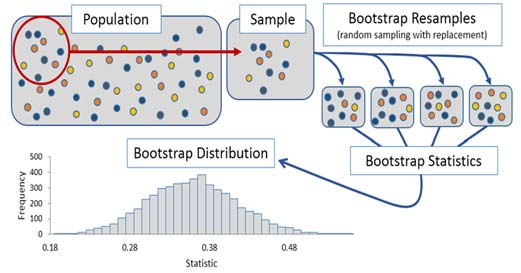 Population
Sample
Bootstrap Resamples
(random sampling with replacement)
Bootstrap Distribution
Bootstrap Statistics
500
400
300
200
100
0
Frequency
0.18
0.28
0.38
0.48
Statistic